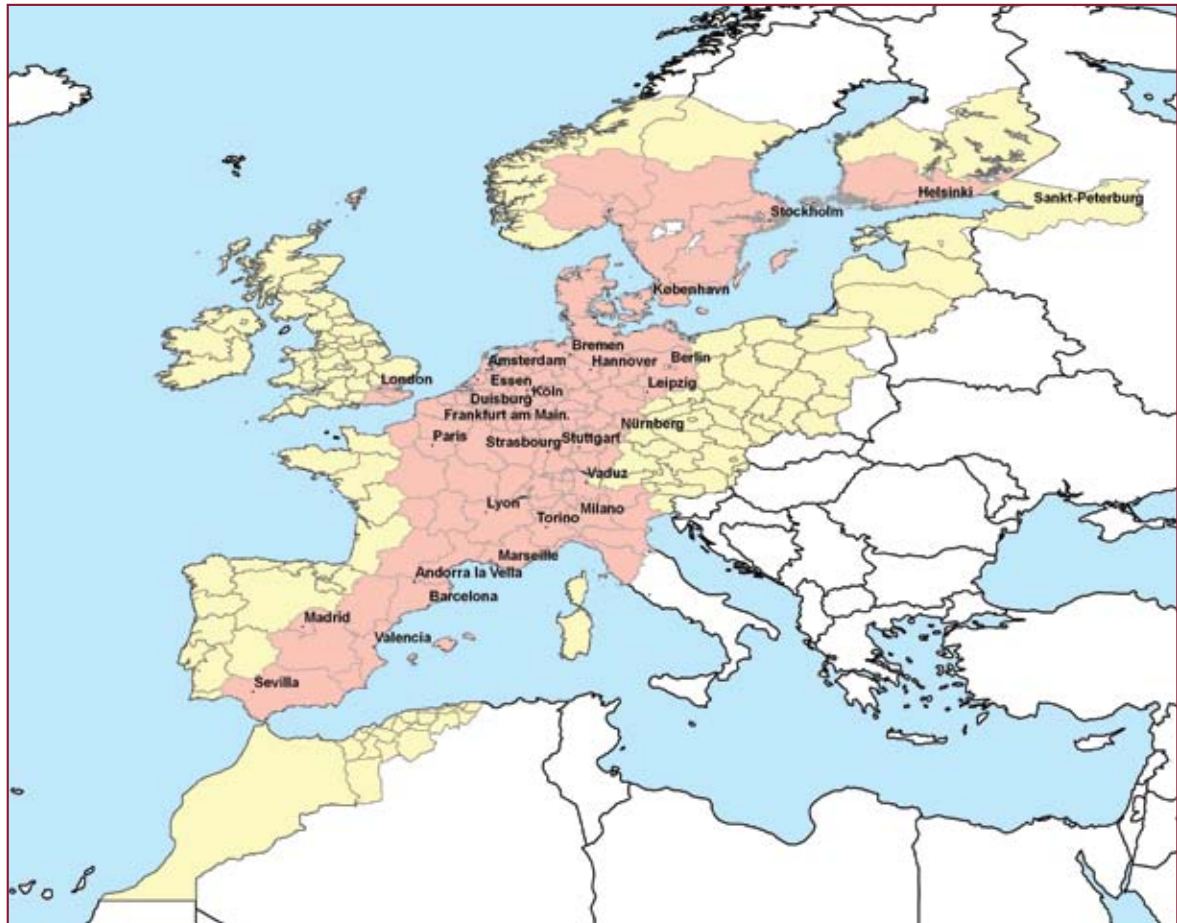 Helsinki
Sankt-Peterburg
Stockholm
København
Bremen
Amsterdam
Hannover
Berlin
London
Essen
Köln
Leipzig
Duisburg
Frankfurt am Main.
Nürnberg
Paris
Strasbourg
Stuttgart
Vaduz
Lyon
Milano
Torino
Marseille
Andorra la Vella
Barcelona
Madrid
Valencia
Sevilla